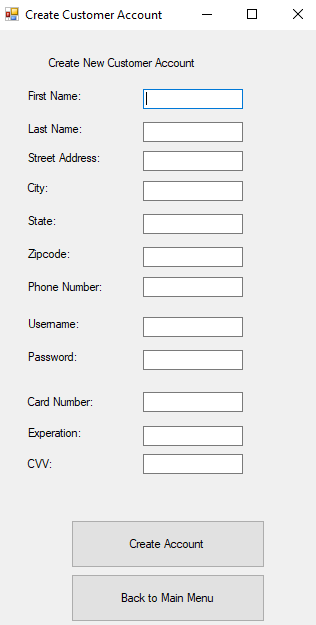 Create Customer Account
Create New Customer Account
First Name:
Last Name:
Street Address:
City:
State:
Zipcode:
Phone Number:
Username:
Password:
Card Number:
Experation:
CVV:
Create Account
Back to Main Menu